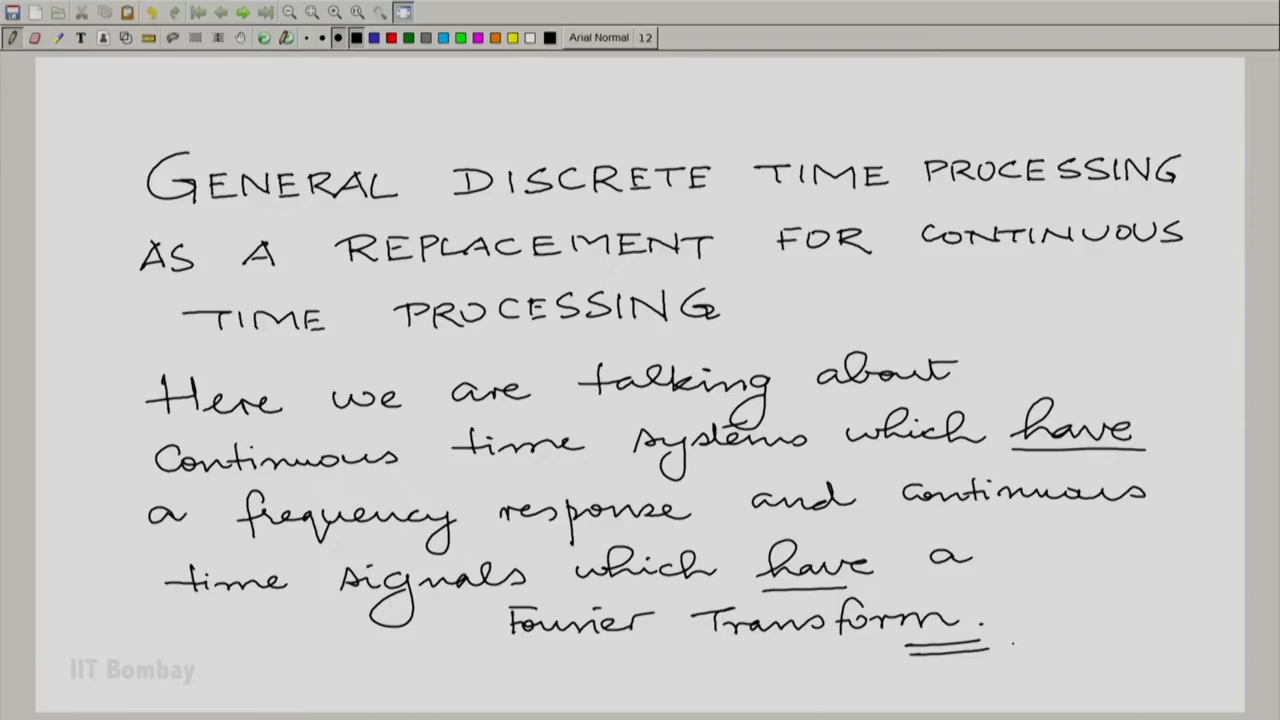 T
Arial Normal 12
GENERAL DISCRETE TIME PROCESSING
AS A REPLACEMENT FOR CONTINUOUS
TIME PROCESSING
Here we are talking about
Continuous time systems which have
a frequency response and continuous
time signals which have a
Fourier Transform.
IIT Bombay